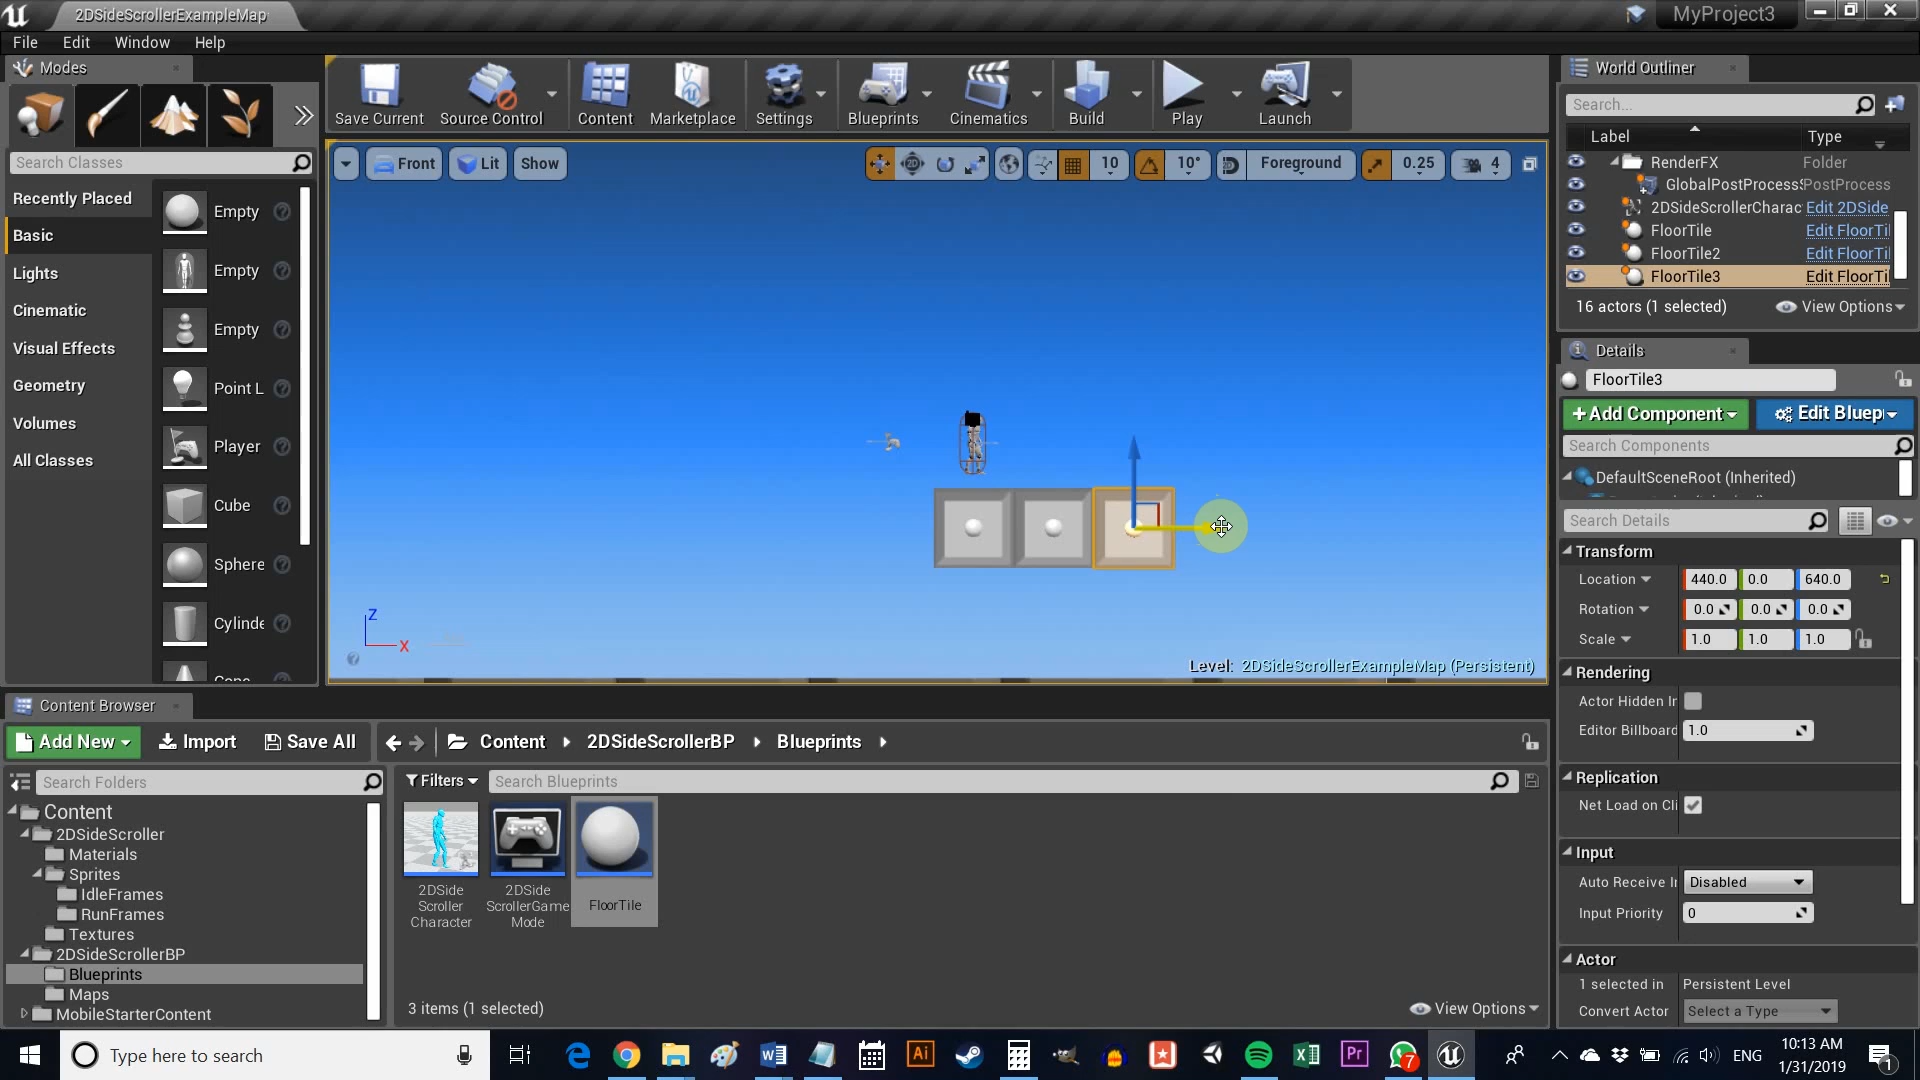 2DSideScrollerExampleMap
MyProject3
File Edit Window Help
Modes
Search Classes
Recently Placed
Basic
Lights
Cinematic
Visual Effects
Geometry
Volumes
All Classes
Empty
Empty
Empty
Point L
Player
Cube
Sphere
Cylinde
Cone
Save Current
Source Control
Content
Marketplace
Settings
Blueprints
Cinematics
Build
Play
Launch
Front
Lit
Show
10
10°
Foreground
0.25
4
Z
X
Level: 2DSideScrollerExampleMap (Persistent)
World Outliner
Search...
Label Type
RenderFX Folder
GlobalPostProcessS PostProcess
2DSideScrollerCharac Edit 2DSide
FloorTile Edit FloorTil
FloorTile2 Edit FloorTil
FloorTile3 Edit FloorTil
16 actors (1 selected) View Options
Details
FloorTile3
+Add Component Edit Bluep
Search Components
DefaultSceneRoot (Inherited)
Search Details
Transform
Location 440.0 0.0 640.0
Rotation 0.0 0.0 0.0
Scale 1.0 1.0 1.0
Rendering
Actor Hidden Ir
Editor Billboard 1.0
Replication
Net Load on Cli
Input
Auto Receive Ir Disabled
Input Priority 0
Actor
1 selected in Persistent Level
Convert Actor Select a Type
Content Browser
Add New Import Save All Content 2DSideScrollerBP Blueprints
Search Folders
Filters Search Blueprints
Content
2DSideScroller
Materials
Sprites
IdleFrames
RunFrames
Textures
2DSideScrollerBP
Blueprints
Maps
MobileStarterContent
2DSide
Scroller
Character
2DSide
ScrollerGame
Mode
FloorTile
3 items (1 selected) View Options
Type here to search
Ai
Pr
7
ENG
10:13 AM
1/31/2019
1